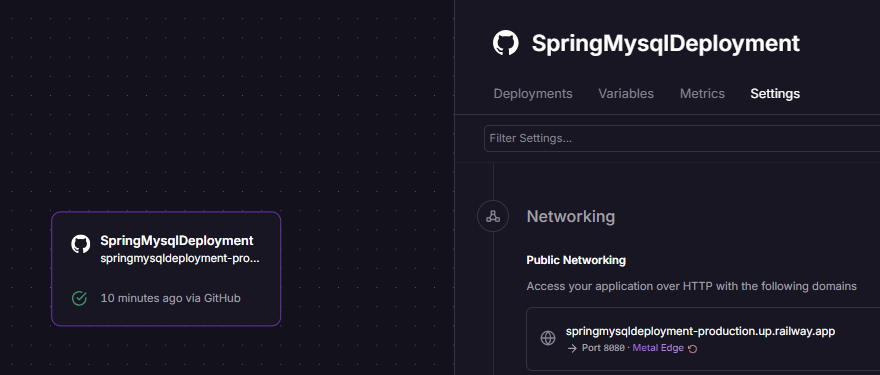 SpringMysqlDeployment
Deployments Variables Metrics Settings
Filter Settings...
SpringMysqlDeployment
springmysqldeployment-pro...
10 minutes ago via GitHub
Networking
Public Networking
Access your application over HTTP with the following domains
springmysqldeployment-production.up.railway.app
→ Port 8080 · Metal Edge